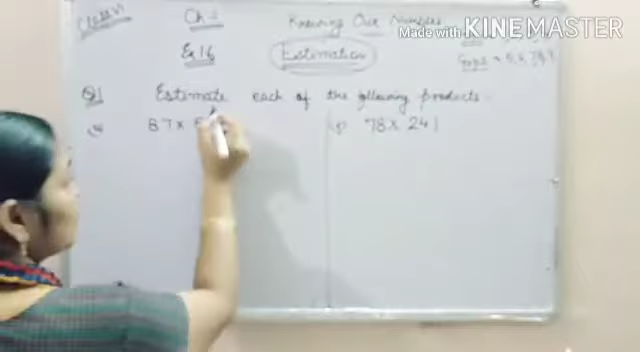 Class VI Ch-1 Knowing Our Numbers
Made with KINEMASTER
Ex 1.6 Estimation
Q1 Estimate each of the following products.
87 x 78 x 241